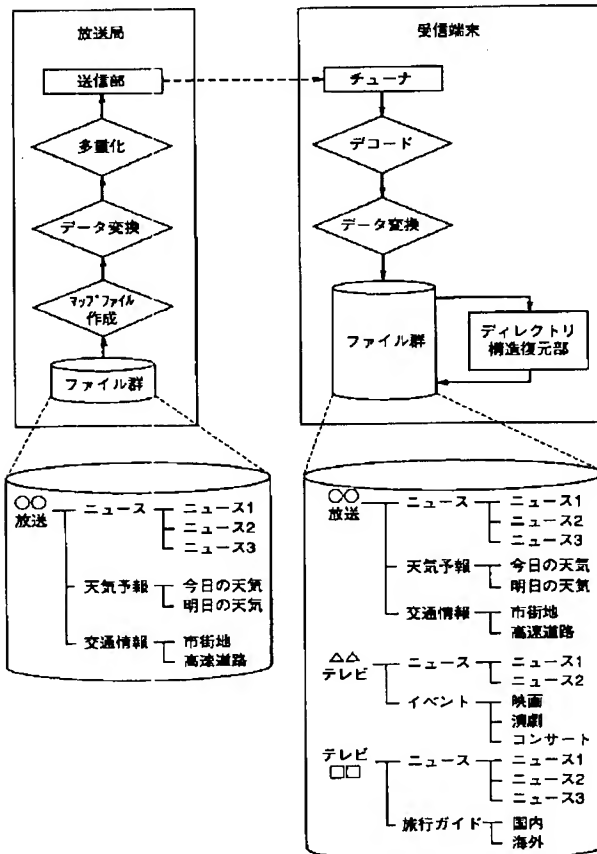 放送局
送信部
多重化
データ変換
マップファイル
作成
ファイル群
○○
放送
ニュース
ニュース1
ニュース2
ニュース3
天気予報
今日の天気
明日の天気
交通情報
市街地
高速道路
受信端末
チューナ
デコード
データ変換
ファイル群
ディレクトリ
構造復元部
○○
放送
ニュース
ニュース1
ニュース2
ニュース3
天気予報
今日の天気
明日の天気
交通情報
市街地
高速道路
△△
テレビ
ニュース
ニュース1
ニュース2
イベント
映画
演劇
コンサート
テレビ
□□
ニュース
ニュース1
ニュース2
ニュース3
旅行ガイド
国内
海外